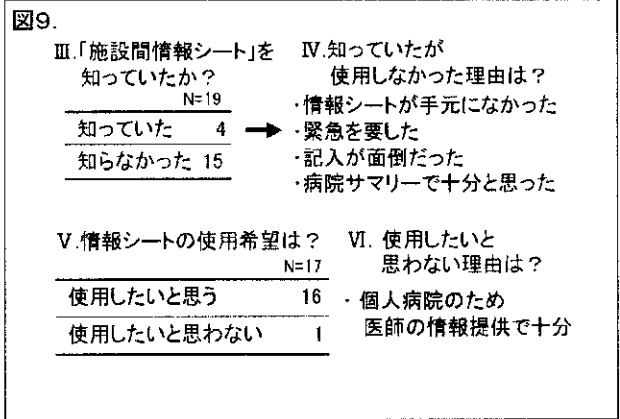 図9.
Ⅲ.「施設間情報シート」を
知っていたか？
N=19
知っていた 4
知らなかった 15
Ⅳ.知っていたが
使用しなかった理由は？
・情報シートが手元になかった
・緊急を要した
・記入が面倒だった
・病院サマリーで十分と思った
Ⅴ.情報シートの使用希望は？
N=17
使用したいと思う 16
使用したいと思わない 1
Ⅵ. 使用したいと
思わない理由は？
・個人病院のため
医師の情報提供で十分